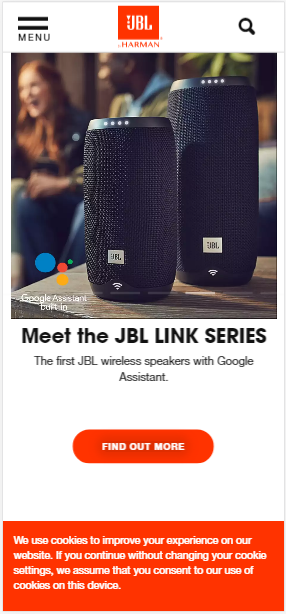 MENU
JBL
by HARMAN
JBL
JBL
Google Assistant
built-in
Meet the JBL LINK SERIES
The first JBL wireless speakers with Google
Assistant.
FIND OUT MORE
We use cookies to improve your experience on our
website. If you continue without changing your cookie
settings, we assume that you consent to our use of
cookies on this device.